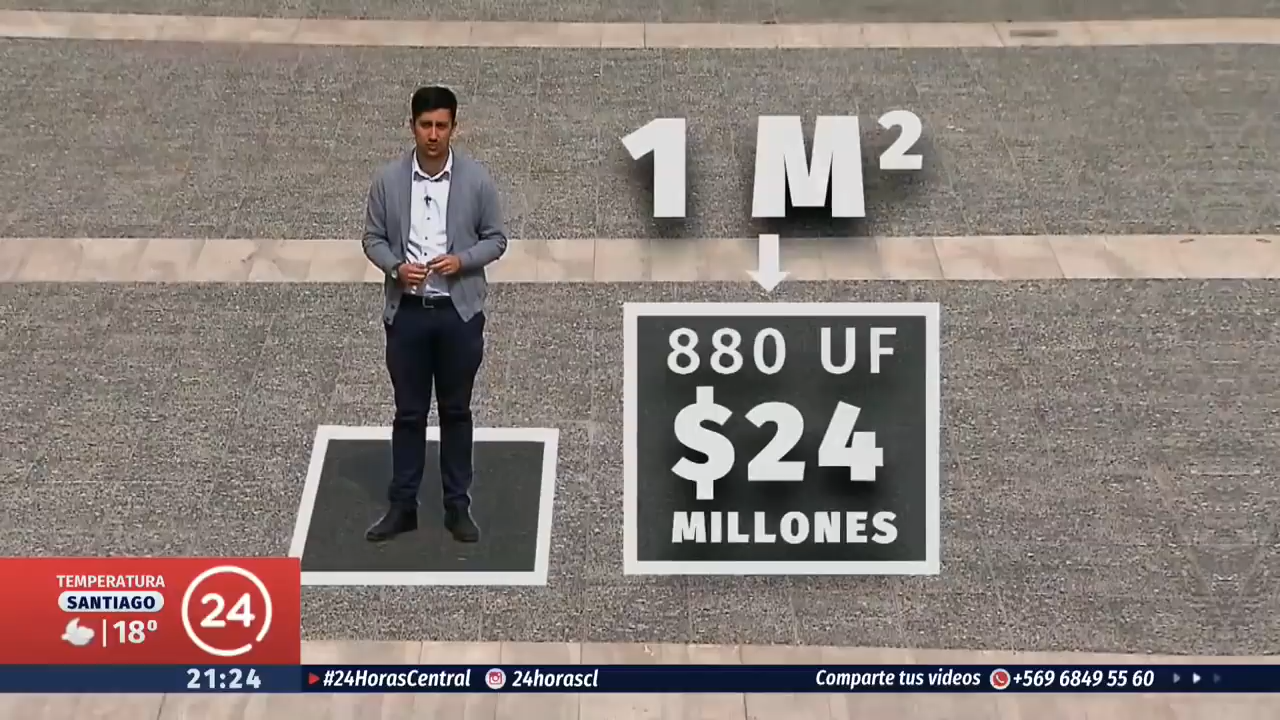 1 M²
880 UF
$24
MILLONES
TEMPERATURA
SANTIAGO
18°
24
21:24
#24HorasCentral
24horascl
Comparte tus videos
+569 6849 55 60